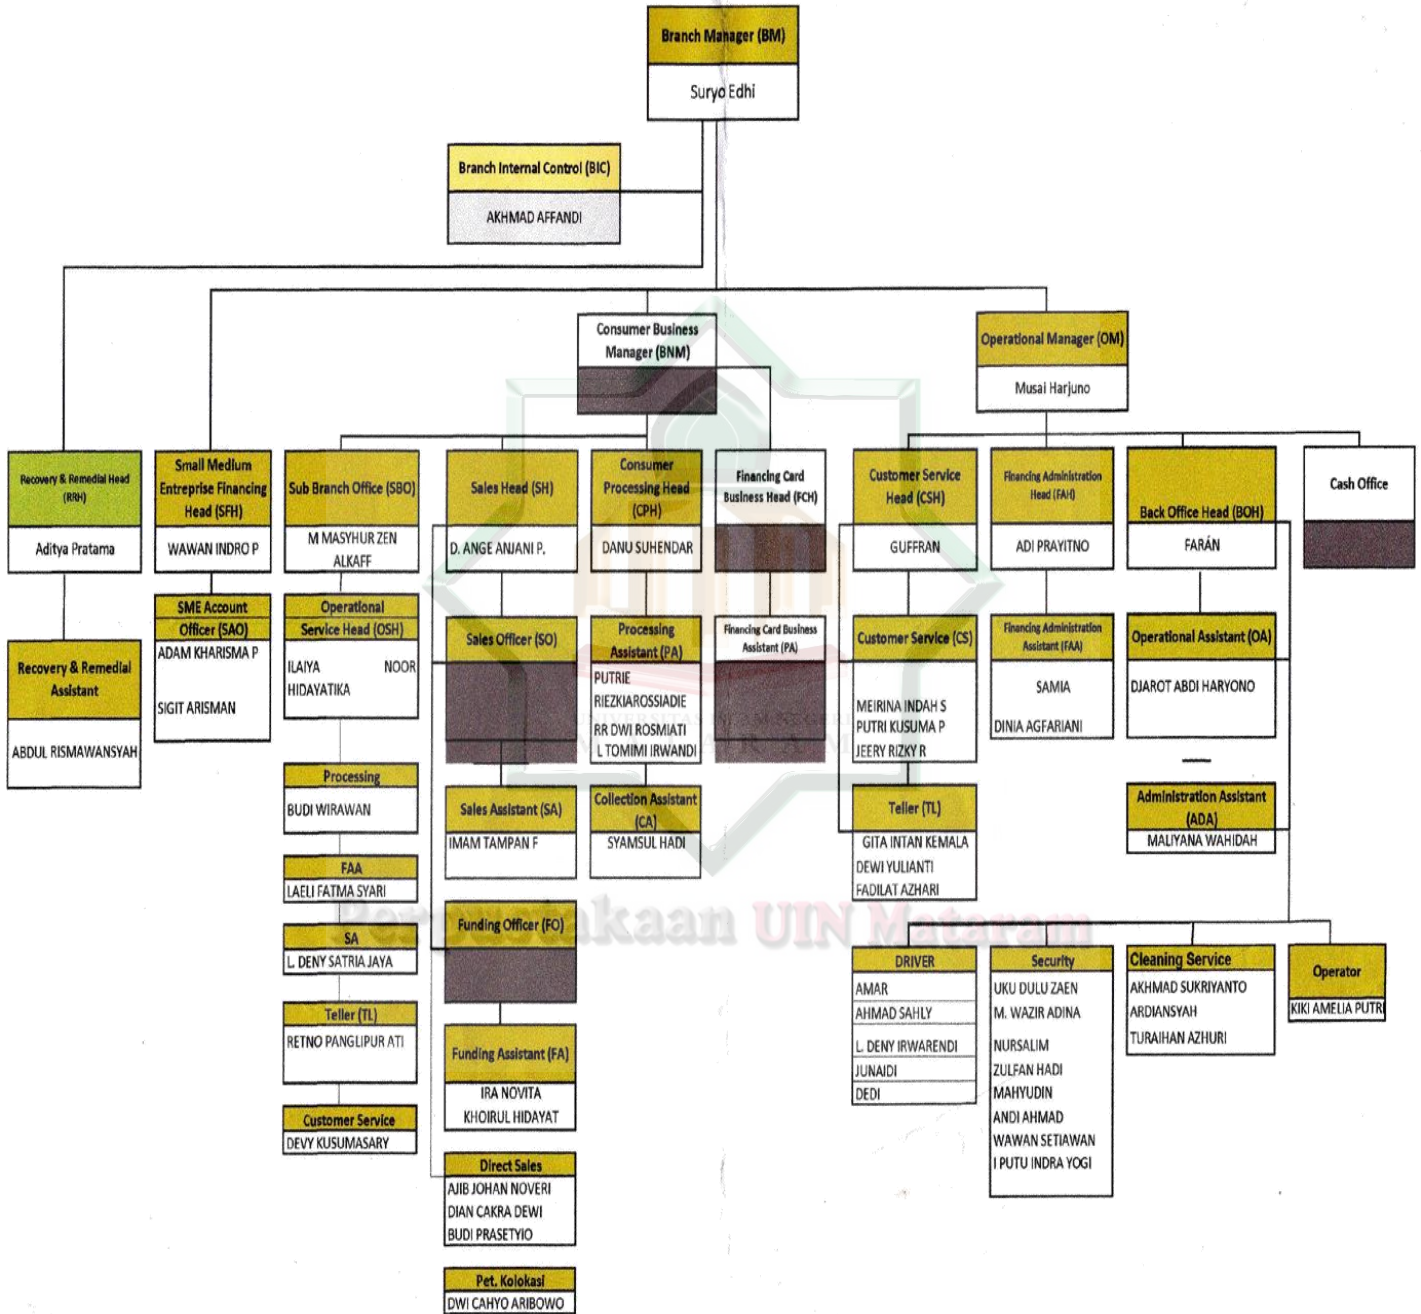 Branch Manager (BM)
Suryo Edhi
Branch Internal Control (BIC)
AKHMAD AFFANDI
Consumer Business
Manager (BNM)
Operational Manager (OM)
Musai Harjuno
Recovery & Remedial Head
(RRH)
Aditya Pratama
Recovery & Remedial
Assistant
ABDUL RISMAWANSYAH
Small Medium
Entreprise Financing
Head (SFH)
WAWAN INDRO P
SME Account
Officer (SAO)
ADAM KHARISMA P
SIGIT ARISMAN
Sub Branch Office (SBO)
M MASYHUR ZEN
ALKAFF
Operational
Service Head (OSH)
ILAIYA NOOR
HIDAYATIKA
Processing
BUDI WIRAWAN
FAA
LAELI FATMA SYARI
SA
L. DENY SATRIA JAYA
Teller (TL)
RETNO PANGLIPUR ATI
Customer Service
DEVY KUSUMASARY
Sales Head (SH)
D. ANGE ANJANI P.
Sales Officer (SO)
Sales Assistant (SA)
IMAM TAMPAN F
Funding Officer (FO)
Funding Assistant (FA)
IRA NOVITA
KHOIRUL HIDAYAT
Direct Sales
AJIB JOHAN NOVERI
DIAN CAKRA DEWI
BUDI PRASETYIO
Pet. Kolokasi
DWI CAHYO ARIBOWO
Consumer
Processing Head
(CPH)
DANU SUHENDAR
Processing
Assistant (PA)
PUTRIE
RIEZKIAROSSIADIE
RR DWI ROSMIATI
L TOMIMI IRWANDI
Collection Assistant
(CA)
SYAMSUL HADI
Financing Card
Business Head (FCH)
Financing Card Business
Assistant (PA)
Customer Service
Head (CSH)
GUFFRAN
Customer Service (CS)
MEIRINA INDAH S
PUTRI KUSUMA P
JEERY RIZKY R
Teller (TL)
GITA INTAN KEMALA
DEWI YULIANTI
FADILAT AZHARI
Financing Administration
Head (FAH)
ADI PRAYITNO
Financing Administration
Assistant (FAA)
SAMIA
DINIA AGFARIANI
Back Office Head (BOH)
FARÁN
Operational Assistant (OA)
DJAROT ABDI HARYONO
Administration Assistant
(ADA)
MALIYANA WAHIDAH
Cash Office
DRIVER
AMAR
AHMAD SAHLY
L. DENY IRWARENDI
JUNAIDI
DEDI
Security
UKU DULU ZAEN
M. WAZIR ADINA
NURSALIM
ZULFAN HADI
MAHYUDIN
ANDI AHMAD
WAWAN SETIAWAN
I PUTU INDRA YOGI
Cleaning Service
AKHMAD SUKRIYANTO
ARDIANSYAH
TURAIHAN AZHURI
Operator
KIKI AMELIA PUTRI
Perpustakaan UIN Mataram